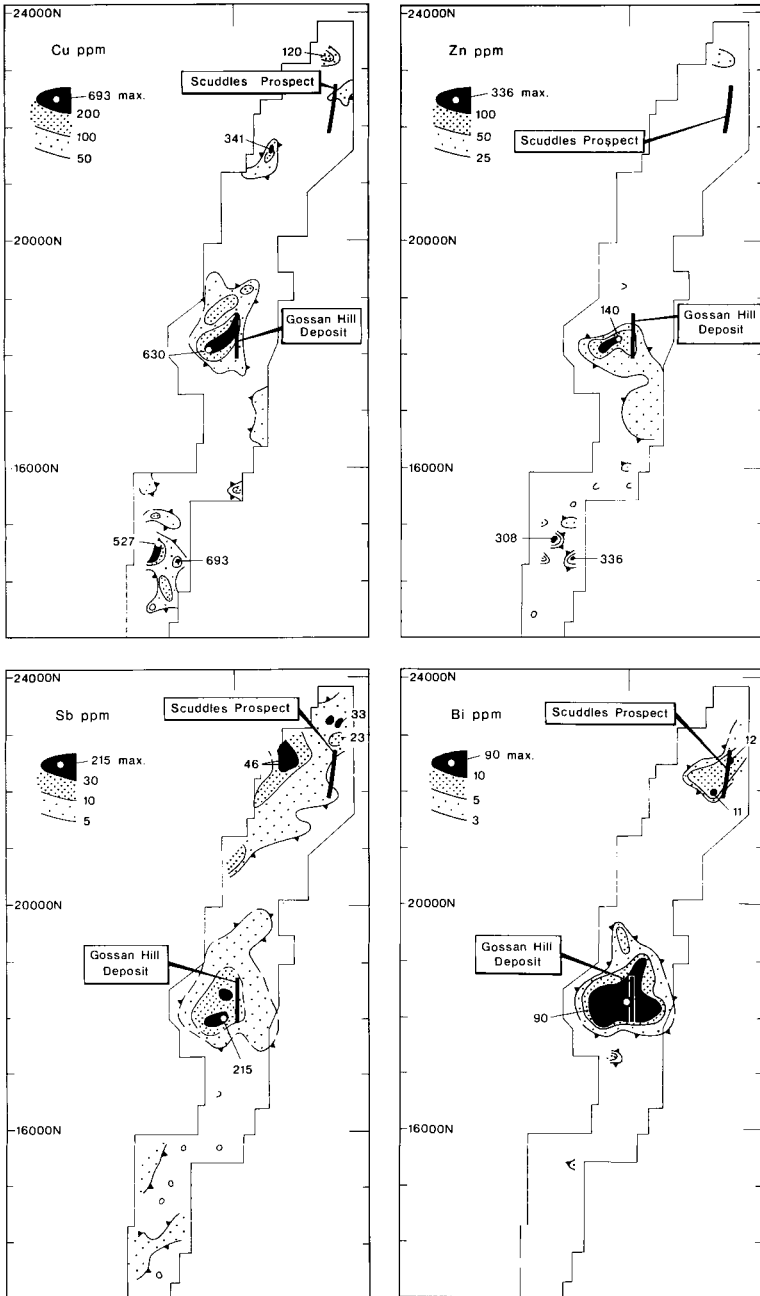 24000N
Cu ppm
120
Scuddles Prospect
693 max.
200
100
50
341
20000N
Gossan Hill
Deposit
630
16000N
527
693
24000N
Zn ppm
336 max.
100
50
25
Scuddles Prospect
20000N
Gossan Hill
Deposit
140
16000N
308
336
24000N
Scuddles Prospect
Sb ppm
33
23
215 max.
30
10
5
46
20000N
Gossan Hill
Deposit
215
16000N
24000N
Bi ppm
Scuddles Prospect
12
90 max.
10
5
3
11
20000N
Gossan Hill
Deposit
90
16000N